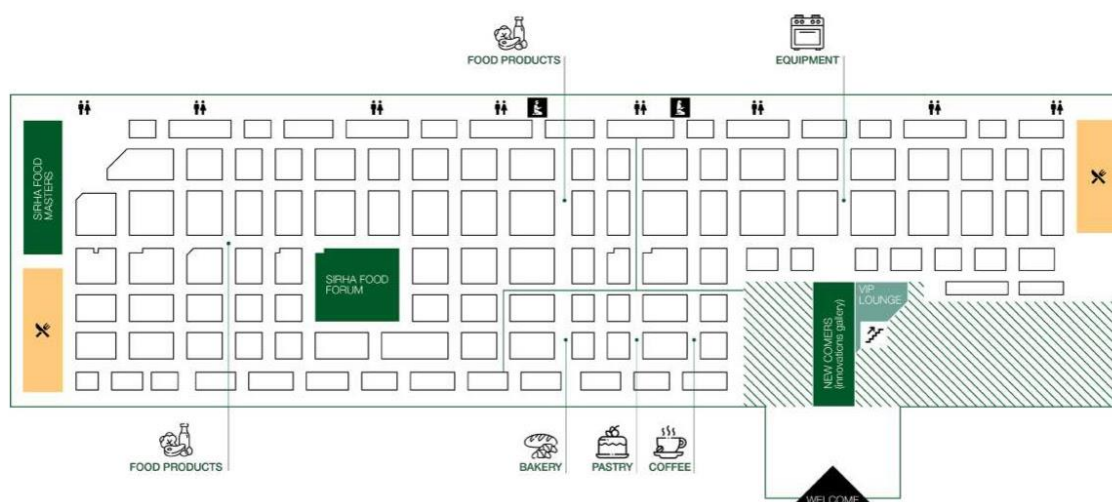 FOOD PRODUCTS
EQUIPMENT
SIRHA FOOD
MASTERS
SIRHA FOOD
FORUM
VIP
LOUNGE
NEW COMERS
(innovations gallery)
FOOD PRODUCTS
BAKERY
PASTRY
COFFEE
WELCOME